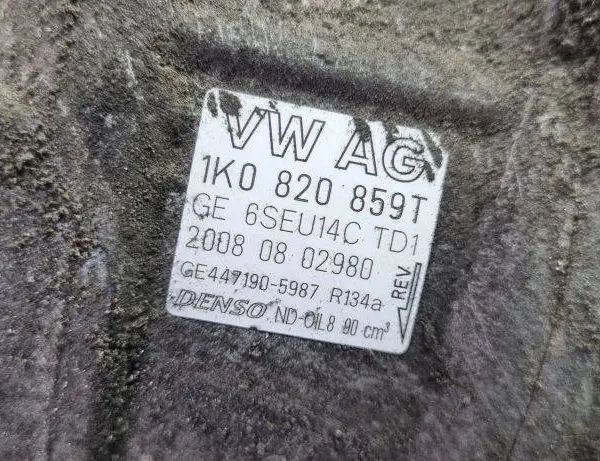 VW AG
1K0 820 859T
GE 6SEU14C TD1
2008 08 02980
GE447190-5987 R134a
DENSO ND-OIL8 90 cm³
REV